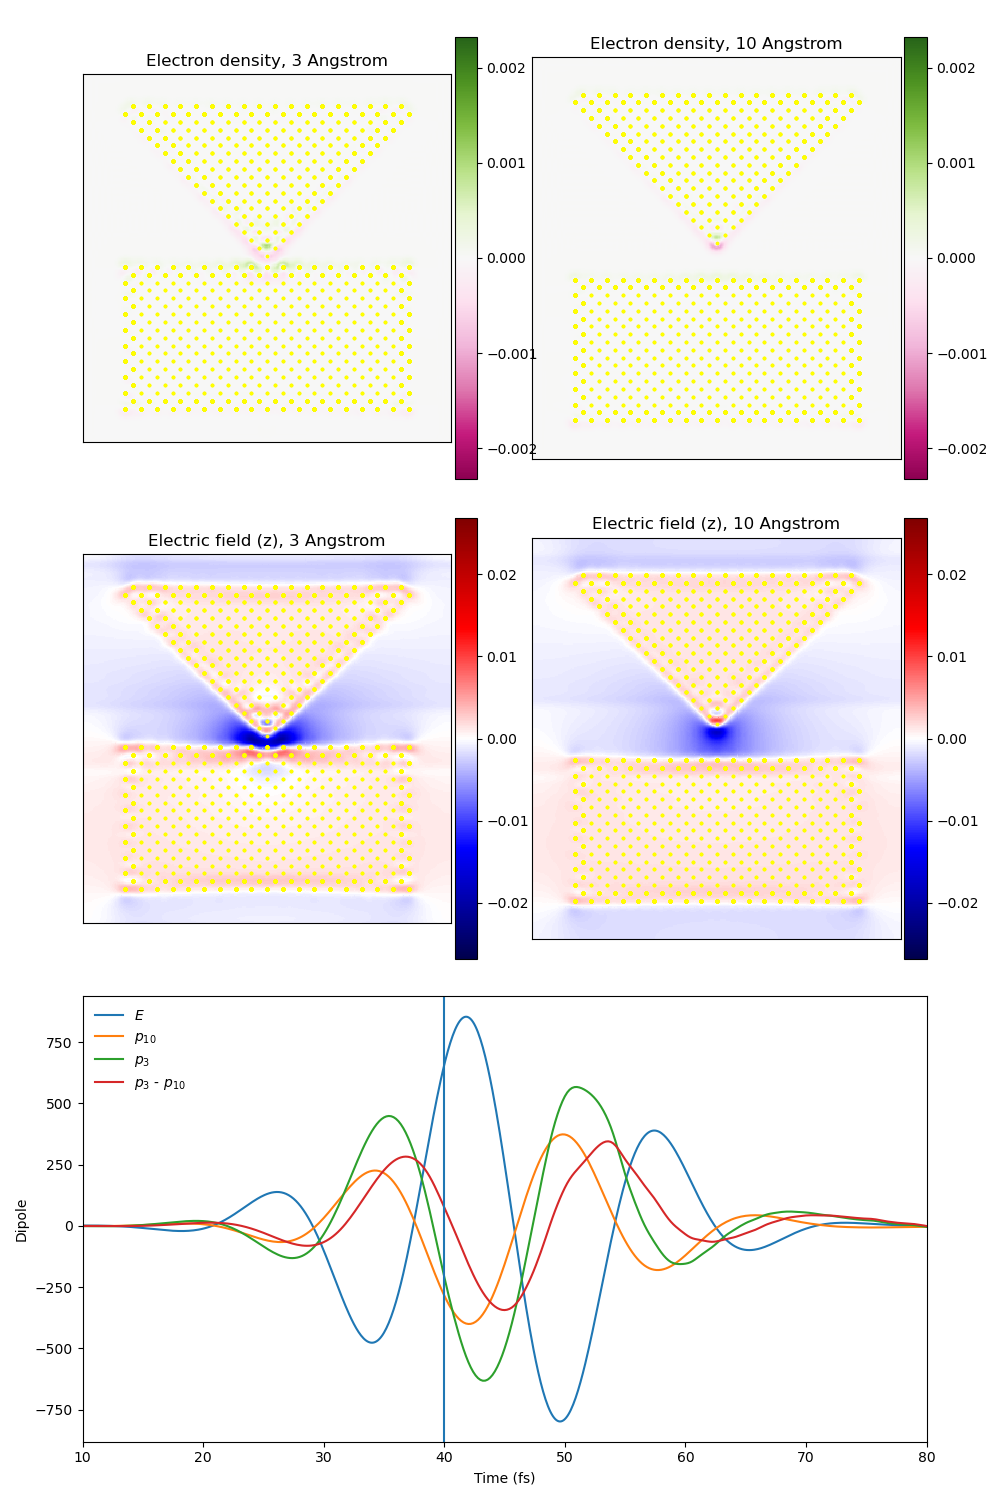 Electron density, 3 Angstrom
0.002
0.001
0.000
−0.001
−0.002
Electron density, 10 Angstrom
0.002
0.001
0.000
−0.001
−0.002
Electric field (z), 3 Angstrom
0.02
0.01
0.00
−0.01
−0.02
Electric field (z), 10 Angstrom
0.02
0.01
0.00
−0.01
−0.02
E
p10
p3
p3 - p10
750
500
250
0
−250
−500
−750
Dipole
10 20 30 40 50 60 70 80
Time (fs)